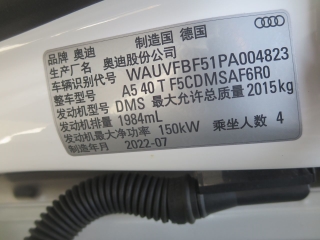 品牌 奥迪 制造国 德国
生产厂名 奥迪股份公司
车辆识别代号 WAUVFBF51PA004823
整车型号 A5 40 T F5CDMSAF6R0
发动机型号 DMS 最大允许总质量 2015kg
发动机排量 1984mL
发动机最大净功率 150kW 乘坐人数 4
制造年月 2022-07